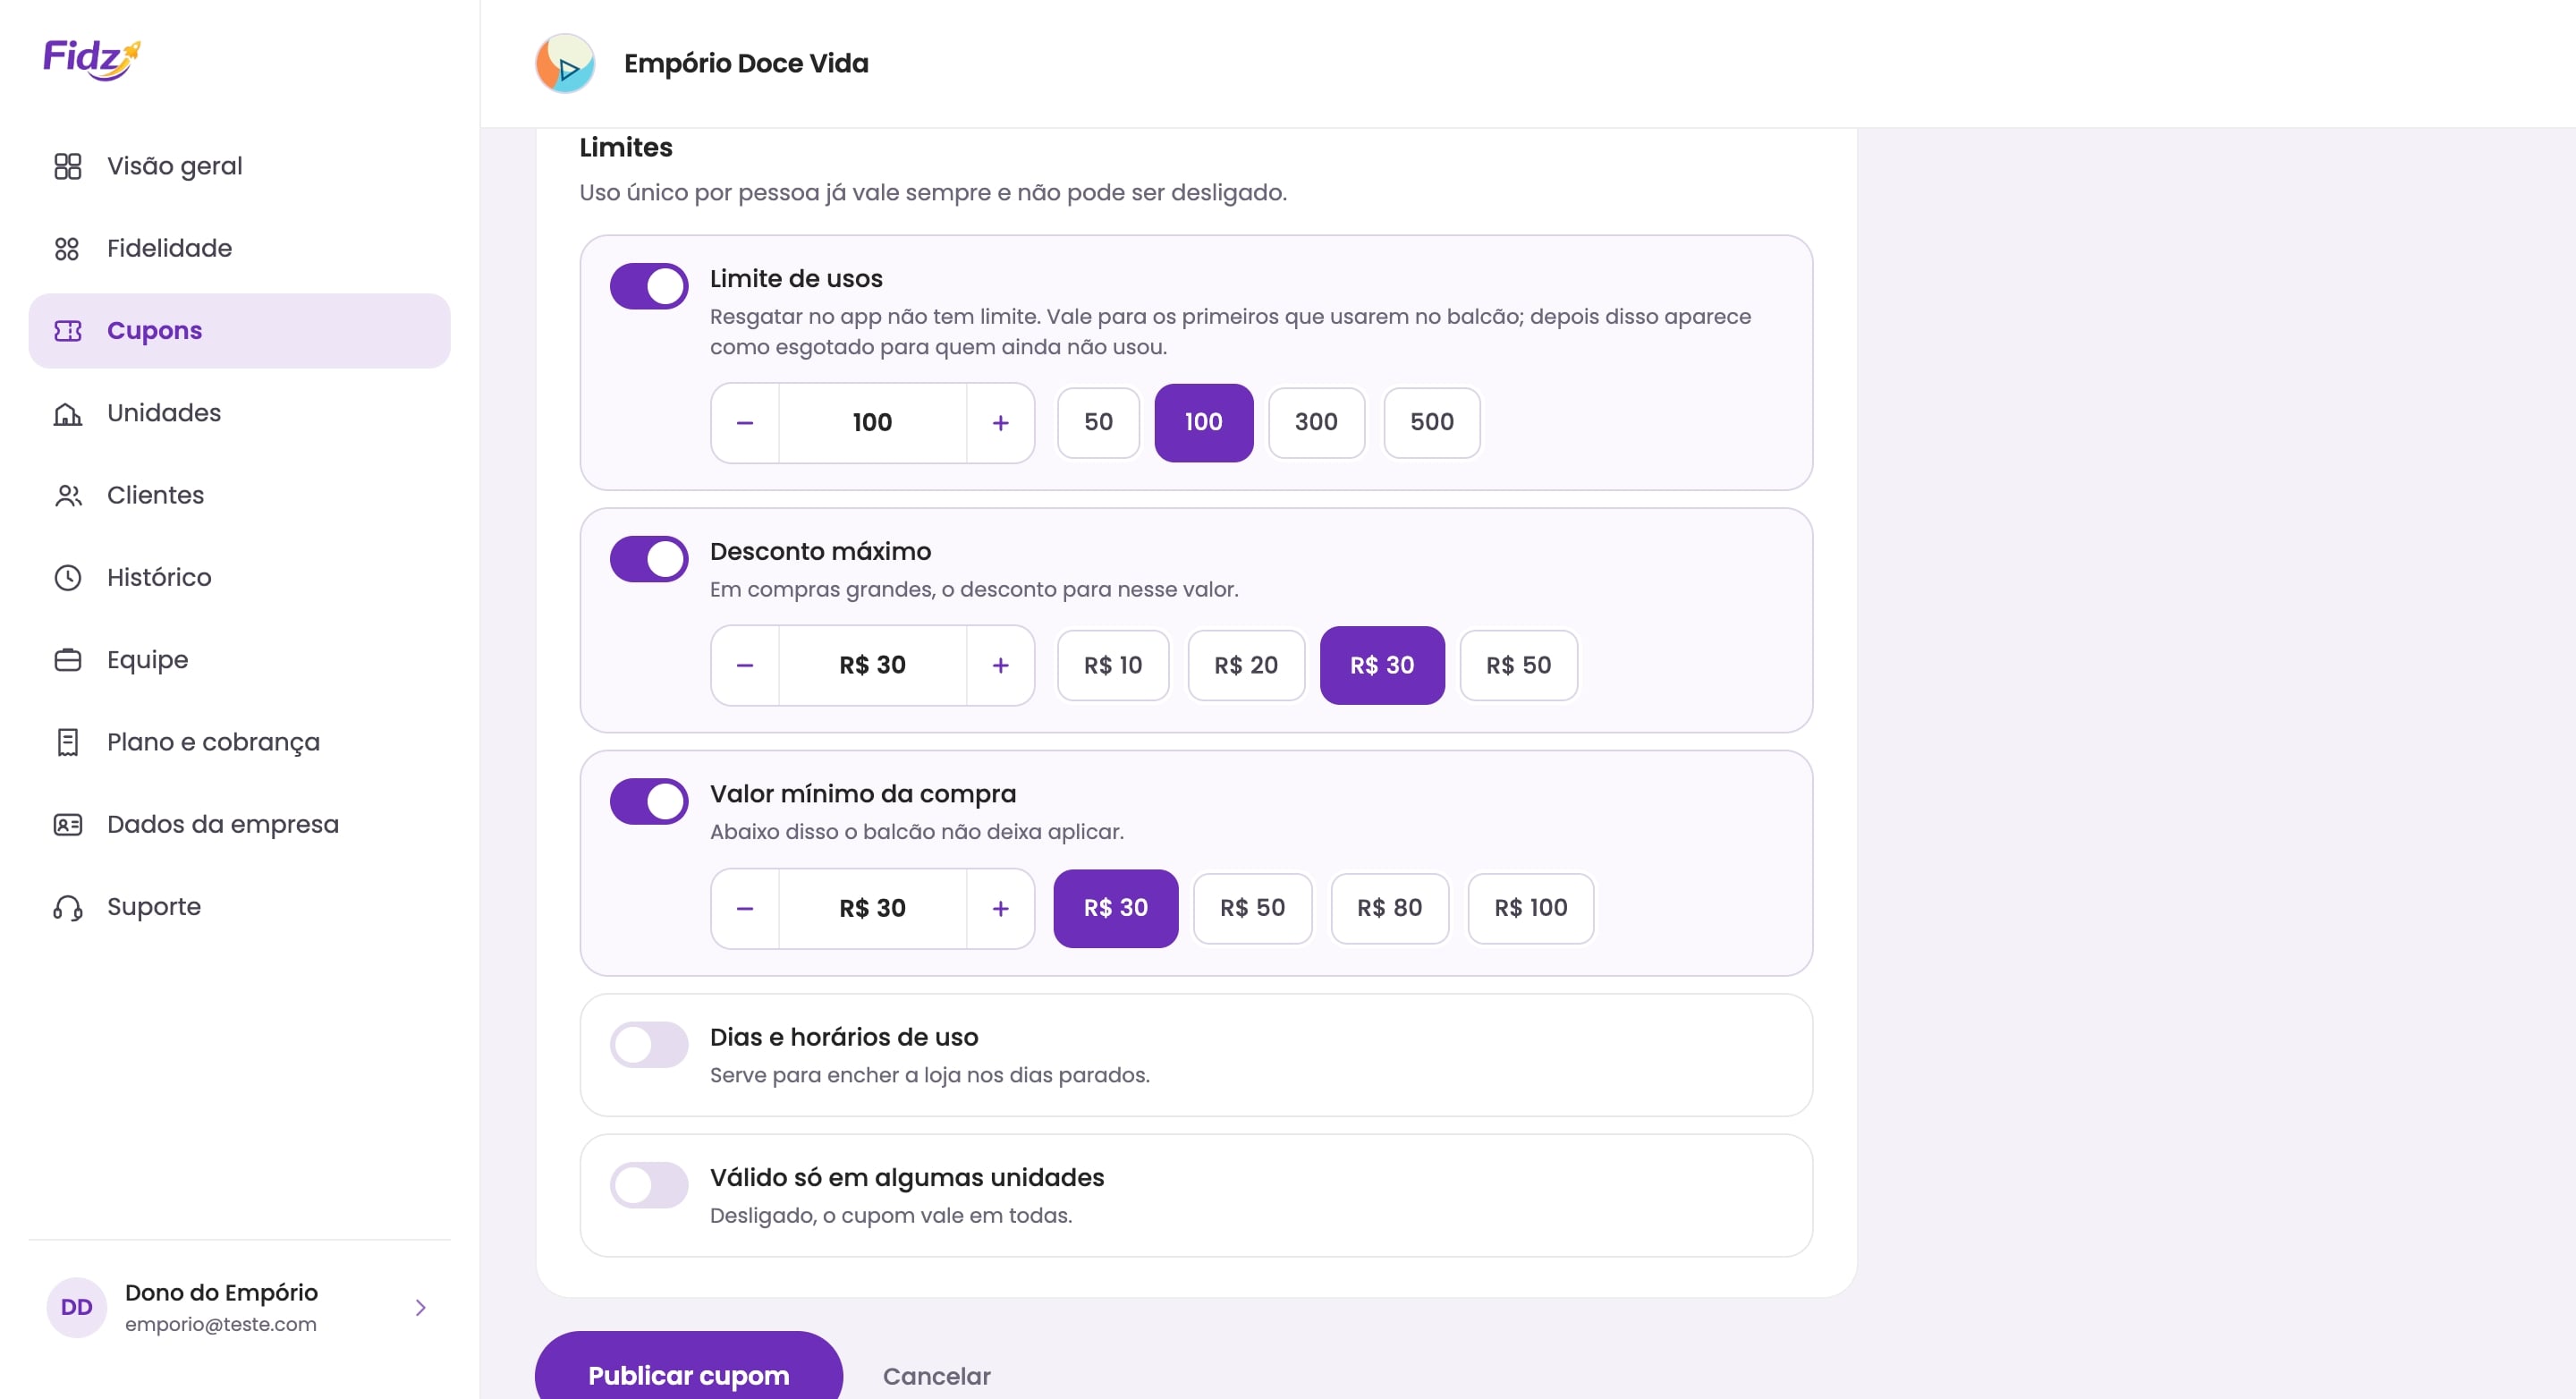 Fidz
Empório Doce Vida
Visão geral
Fidelidade
Cupons
Unidades
Clientes
Histórico
Equipe
Plano e cobrança
Dados da empresa
Suporte
DD
Dono do Empório
emporio@teste.com
Limites
Uso único por pessoa já vale sempre e não pode ser desligado.
Limite de usos
Resgatar no app não tem limite. Vale para os primeiros que usarem no balcão; depois disso aparece
como esgotado para quem ainda não usou.
− 100 + 50 100 300 500
Desconto máximo
Em compras grandes, o desconto para nesse valor.
− R$ 30 + R$ 10 R$ 20 R$ 30 R$ 50
Valor mínimo da compra
Abaixo disso o balcão não deixa aplicar.
− R$ 30 + R$ 30 R$ 50 R$ 80 R$ 100
Dias e horários de uso
Serve para encher a loja nos dias parados.
Válido só em algumas unidades
Desligado, o cupom vale em todas.
Publicar cupom Cancelar